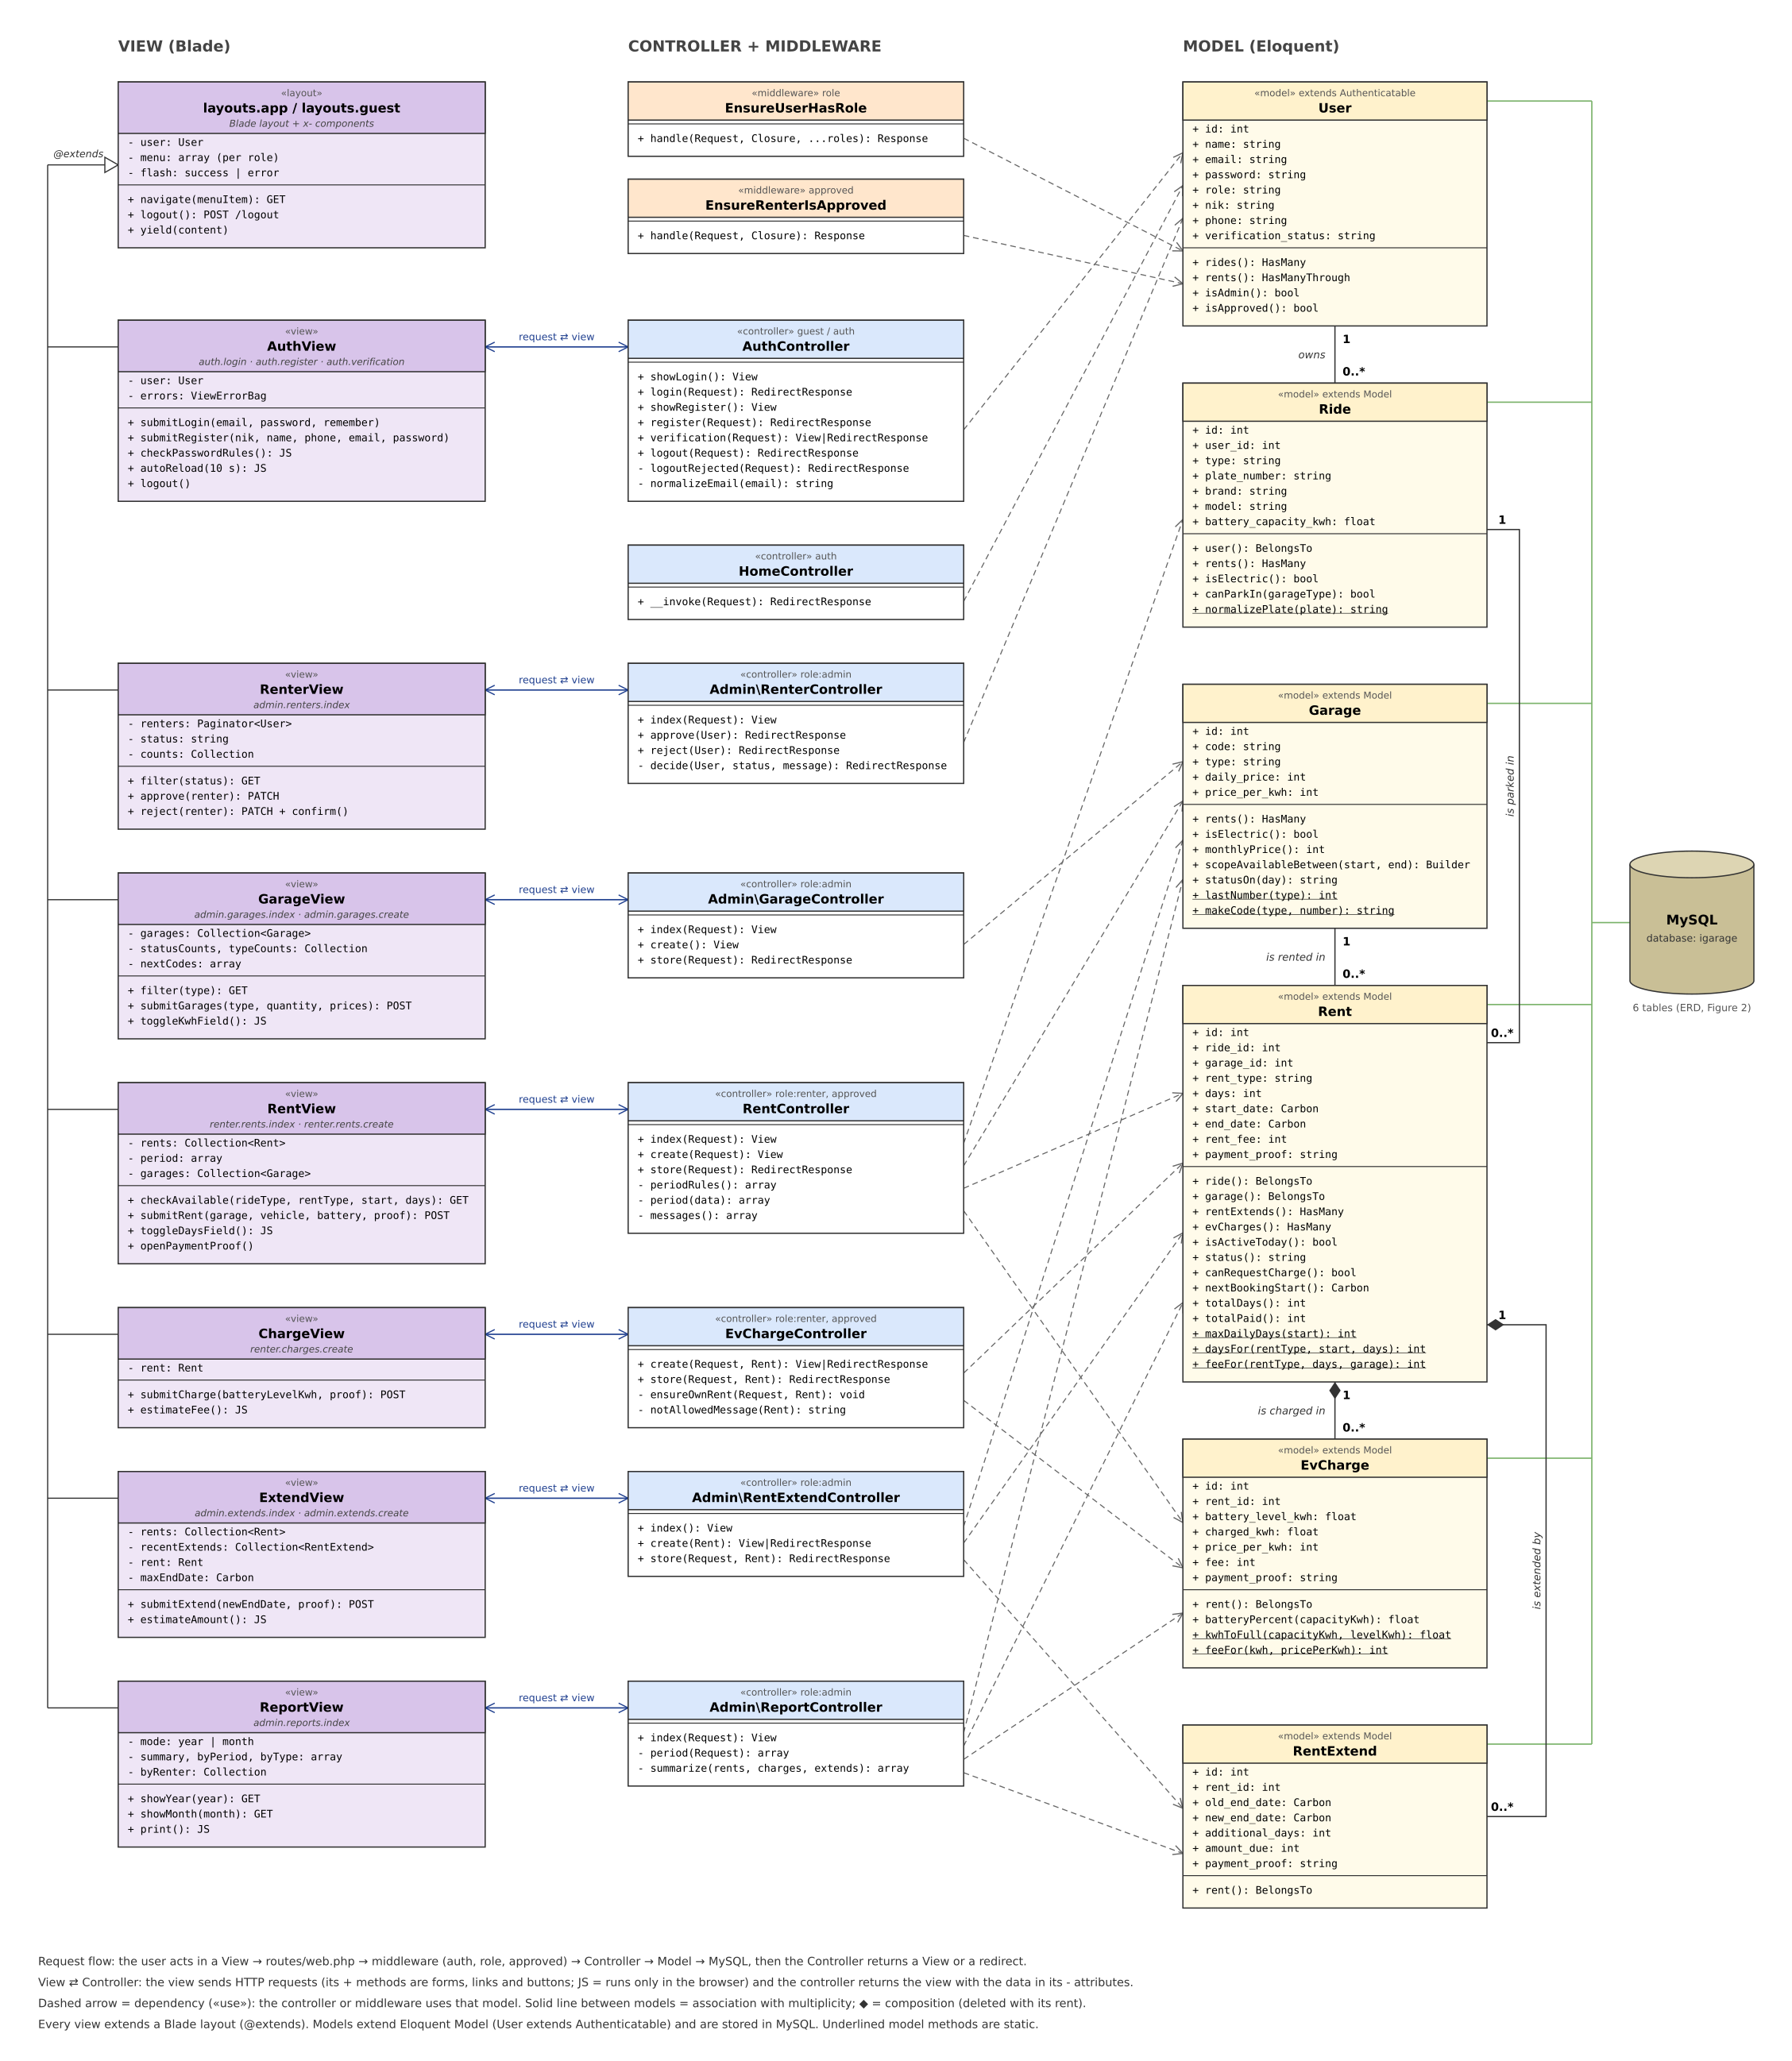 VIEW (Blade)
CONTROLLER + MIDDLEWARE
MODEL (Eloquent)
«layout»
layouts.app / layouts.guest
Blade layout + x- components
- user: User
- menu: array (per role)
- flash: success | error
+ navigate(menuItem): GET
+ logout(): POST /logout
+ yield(content)
@extends
«view»
AuthView
auth.login · auth.register · auth.verification
- user: User
- errors: ViewErrorBag
+ submitLogin(email, password, remember)
+ submitRegister(nik, name, phone, email, password)
+ checkPasswordRules(): JS
+ autoReload(10 s): JS
+ logout()
«view»
RenterView
admin.renters.index
- renters: Paginator<User>
- status: string
- counts: Collection
+ filter(status): GET
+ approve(renter): PATCH
+ reject(renter): PATCH + confirm()
«view»
GarageView
admin.garages.index · admin.garages.create
- garages: Collection<Garage>
- statusCounts, typeCounts: Collection
- nextCodes: array
+ filter(type): GET
+ submitGarages(type, quantity, prices): POST
+ toggleKwhField(): JS
«view»
RentView
renter.rents.index · renter.rents.create
- rents: Collection<Rent>
- period: array
- garages: Collection<Garage>
+ checkAvailable(rideType, rentType, start, days): GET
+ submitRent(garage, vehicle, battery, proof): POST
+ toggleDaysField(): JS
+ openPaymentProof()
«view»
ChargeView
renter.charges.create
- rent: Rent
+ submitCharge(batteryLevelKwh, proof): POST
+ estimateFee(): JS
«view»
ExtendView
admin.extends.index · admin.extends.create
- rents: Collection<Rent>
- recentExtends: Collection<RentExtend>
- rent: Rent
- maxEndDate: Carbon
+ submitExtend(newEndDate, proof): POST
+ estimateAmount(): JS
«view»
ReportView
admin.reports.index
- mode: year | month
- summary, byPeriod, byType: array
- byRenter: Collection
+ showYear(year): GET
+ showMonth(month): GET
+ print(): JS
request ⇄ view
request ⇄ view
request ⇄ view
request ⇄ view
request ⇄ view
request ⇄ view
request ⇄ view
«middleware» role
EnsureUserHasRole
+ handle(Request, Closure, ...roles): Response
«middleware» approved
EnsureRenterIsApproved
+ handle(Request, Closure): Response
«controller» guest / auth
AuthController
+ showLogin(): View
+ login(Request): RedirectResponse
+ showRegister(): View
+ register(Request): RedirectResponse
+ verification(Request): View|RedirectResponse
+ logout(Request): RedirectResponse
- logoutRejected(Request): RedirectResponse
- normalizeEmail(email): string
«controller» auth
HomeController
+ __invoke(Request): RedirectResponse
«controller» role:admin
Admin\RenterController
+ index(Request): View
+ approve(User): RedirectResponse
+ reject(User): RedirectResponse
- decide(User, status, message): RedirectResponse
«controller» role:admin
Admin\GarageController
+ index(Request): View
+ create(): View
+ store(Request): RedirectResponse
«controller» role:renter, approved
RentController
+ index(Request): View
+ create(Request): View
+ store(Request): RedirectResponse
- periodRules(): array
- period(data): array
- messages(): array
«controller» role:renter, approved
EvChargeController
+ create(Request, Rent): View|RedirectResponse
+ store(Request, Rent): RedirectResponse
- ensureOwnRent(Request, Rent): void
- notAllowedMessage(Rent): string
«controller» role:admin
Admin\RentExtendController
+ index(): View
+ create(Rent): View|RedirectResponse
+ store(Request, Rent): RedirectResponse
«controller» role:admin
Admin\ReportController
+ index(Request): View
- period(Request): array
- summarize(rents, charges, extends): array
«model» extends Authenticatable
User
+ id: int
+ name: string
+ email: string
+ password: string
+ role: string
+ nik: string
+ phone: string
+ verification_status: string
+ rides(): HasMany
+ rents(): HasManyThrough
+ isAdmin(): bool
+ isApproved(): bool
1
owns
0..*
«model» extends Model
Ride
+ id: int
+ user_id: int
+ type: string
+ plate_number: string
+ brand: string
+ model: string
+ battery_capacity_kwh: float
+ user(): BelongsTo
+ rents(): HasMany
+ isElectric(): bool
+ canParkIn(garageType): bool
+ normalizePlate(plate): string
1
is parked in
0..*
«model» extends Model
Garage
+ id: int
+ code: string
+ type: string
+ daily_price: int
+ price_per_kwh: int
+ rents(): HasMany
+ isElectric(): bool
+ monthlyPrice(): int
+ scopeAvailableBetween(start, end): Builder
+ statusOn(day): string
+ lastNumber(type): int
+ makeCode(type, number): string
1
is rented in
0..*
«model» extends Model
Rent
+ id: int
+ ride_id: int
+ garage_id: int
+ rent_type: string
+ days: int
+ start_date: Carbon
+ end_date: Carbon
+ rent_fee: int
+ payment_proof: string
+ ride(): BelongsTo
+ garage(): BelongsTo
+ rentExtends(): HasMany
+ evCharges(): HasMany
+ isActiveToday(): bool
+ status(): string
+ canRequestCharge(): bool
+ nextBookingStart(): Carbon
+ totalDays(): int
+ totalPaid(): int
+ maxDailyDays(start): int
+ daysFor(rentType, start, days): int
+ feeFor(rentType, days, garage): int
1
is charged in
0..*
1
is extended by
0..*
«model» extends Model
EvCharge
+ id: int
+ rent_id: int
+ battery_level_kwh: float
+ charged_kwh: float
+ price_per_kwh: int
+ fee: int
+ payment_proof: string
+ rent(): BelongsTo
+ batteryPercent(capacityKwh): float
+ kwhToFull(capacityKwh, levelKwh): float
+ feeFor(kwh, pricePerKwh): int
«model» extends Model
RentExtend
+ id: int
+ rent_id: int
+ old_end_date: Carbon
+ new_end_date: Carbon
+ additional_days: int
+ amount_due: int
+ payment_proof: string
+ rent(): BelongsTo
MySQL
database: igarage
6 tables (ERD, Figure 2)
Request flow: the user acts in a View → routes/web.php → middleware (auth, role, approved) → Controller → Model → MySQL, then the Controller returns a View or a redirect.
View ⇄ Controller: the view sends HTTP requests (its + methods are forms, links and buttons; JS = runs only in the browser) and the controller returns the view with the data in its - attributes.
Dashed arrow = dependency («use»): the controller or middleware uses that model. Solid line between models = association with multiplicity; ◆ = composition (deleted with its rent).
Every view extends a Blade layout (@extends). Models extend Eloquent Model (User extends Authenticatable) and are stored in MySQL. Underlined model methods are static.